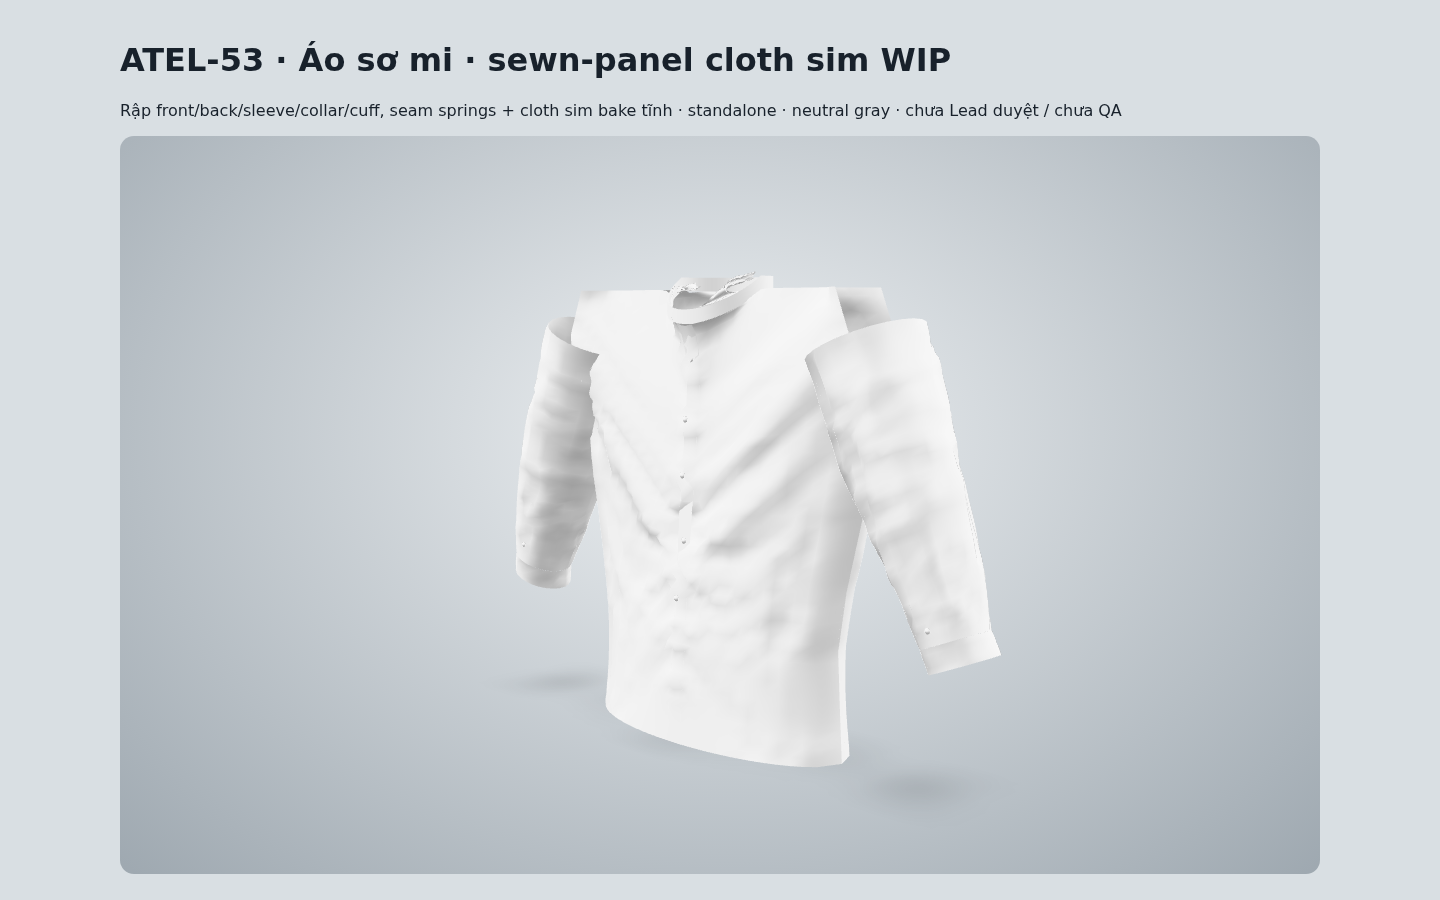 ATEL-53 · Áo sơ mi · sewn-panel cloth sim WIP
Rập front/back/sleeve/collar/cuff, seam springs + cloth sim bake tĩnh · standalone · neutral gray · chưa Lead duyệt / chưa QA